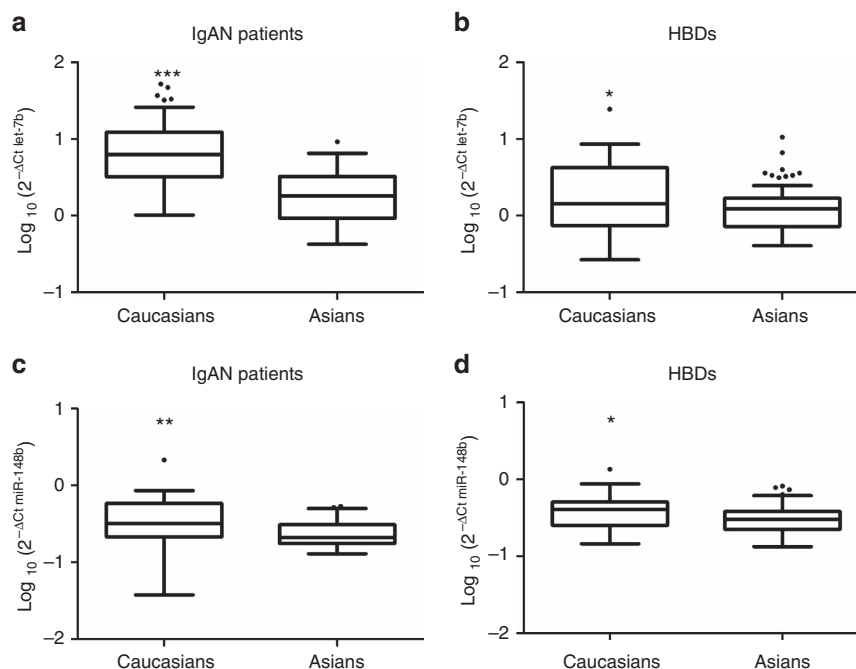 a
IgAN patients
***
Log 10 (2−ΔCt let-7b)
2
1
0
−1
Caucasians Asians
b
HBDs
*
Log 10 (2−ΔCt let-7b)
2
1
0
−1
Caucasians Asians
c
IgAN patients
**
Log 10 (2−ΔCt miR-148b)
1
0
−1
−2
Caucasians Asians
d
HBDs
*
Log 10 (2−ΔCt miR-148b)
1
0
−1
−2
Caucasians Asians